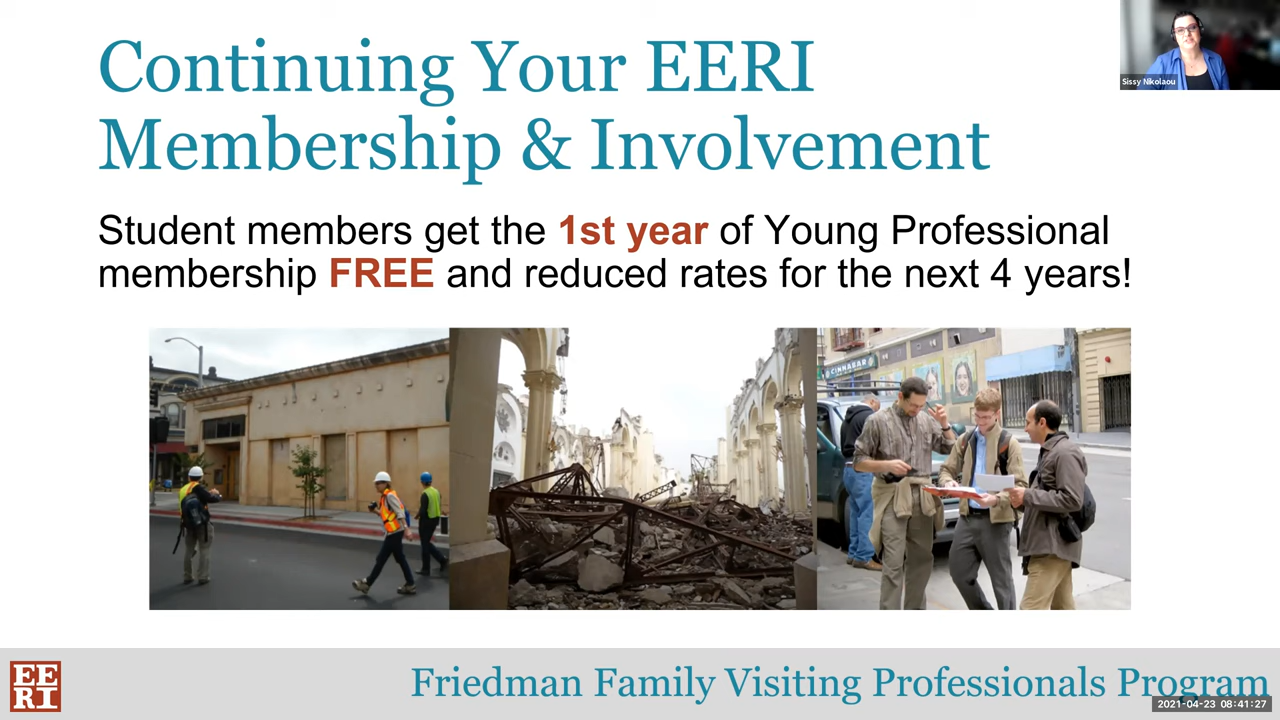 Continuing Your EERI
Membership & Involvement
Sissy Nikolaou
Student members get the 1st year of Young Professional
membership FREE and reduced rates for the next 4 years!
CINNABAR
EE
RI
Friedman Family Visiting Professionals Program
2021-04-23 08:41:27